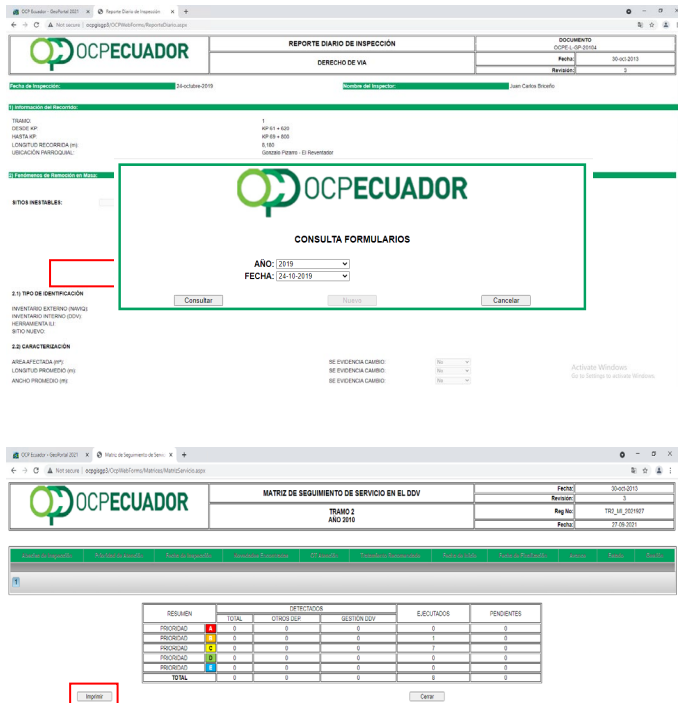 OCP Ecuador - GeoPortal 2021
Reporte Diario de Inspección
Not secure | ocpgisgp3/OCPWebForms/ReporteDiario.aspx
OCPECUADOR
REPORTE DIARIO DE INSPECCIÓN
DERECHO DE VIA
DOCUMENTO
OCPE-L-GP-20104
Fecha: 30-oct-2013
Revisión: 3
Fecha de Inspección: 24-octubre-2019 Nombre del Inspector: Juan Carlos Briceño
1) Información del Recorrido:
TRAMO: 1
DESDE KP: KP:61 + 620
HASTA KP: KP:69 + 800
LONGITUD RECORRIDA (m): 6,180
UBICACIÓN PARROQUIAL: Gonzalo Pizarro - El Reventador
2) Fenómenos de Remoción en Masa:
SITIOS INESTABLES:
OCPECUADOR
CONSULTA FORMULARIOS
AÑO: 2019
FECHA: 24-10-2019
Consultar Nuevo Cancelar
2.1) TIPO DE IDENTIFICACIÓN
INVENTARIO EXTERNO (NAVIQ):
INVENTARIO INTERNO (DDV):
HERRAMIENTA ILI:
SITIO NUEVO:
2.2) CARACTERIZACIÓN
AREA AFECTADA (m²): SE EVIDENCIA CAMBIO: No
LONGITUD PROMEDIO (m): SE EVIDENCIA CAMBIO: No
ANCHO PROMEDIO (m): SE EVIDENCIA CAMBIO: No
Activate Windows
Go to Settings to activate Windows.
OCP Ecuador - GeoPortal 2021
Matriz de Seguimiento de Servic
Not secure | ocpgisgp3/OcpWebForms/Matrices/MatrizServicio.aspx
OCPECUADOR
MATRIZ DE SEGUIMIENTO DE SERVICIO EN EL DDV
TRAMO 2
AÑO 2010
Fecha: 30-oct-2013
Revisión: 3
Reg No: TR2_MI_2021927
Fecha: 27-09-2021
1
RESUMEN DETECTADOS EJECUTADOS PENDIENTES
TOTAL OTROS DEP GESTIÓN DDV
PRIORIDAD A 0 0 0 0 0
PRIORIDAD B 0 0 0 1 0
PRIORIDAD C 0 0 0 7 0
PRIORIDAD D 0 0 0 0 0
PRIORIDAD E 0 0 0 0 0
TOTAL 0 0 0 8 0
Imprimir Cerrar